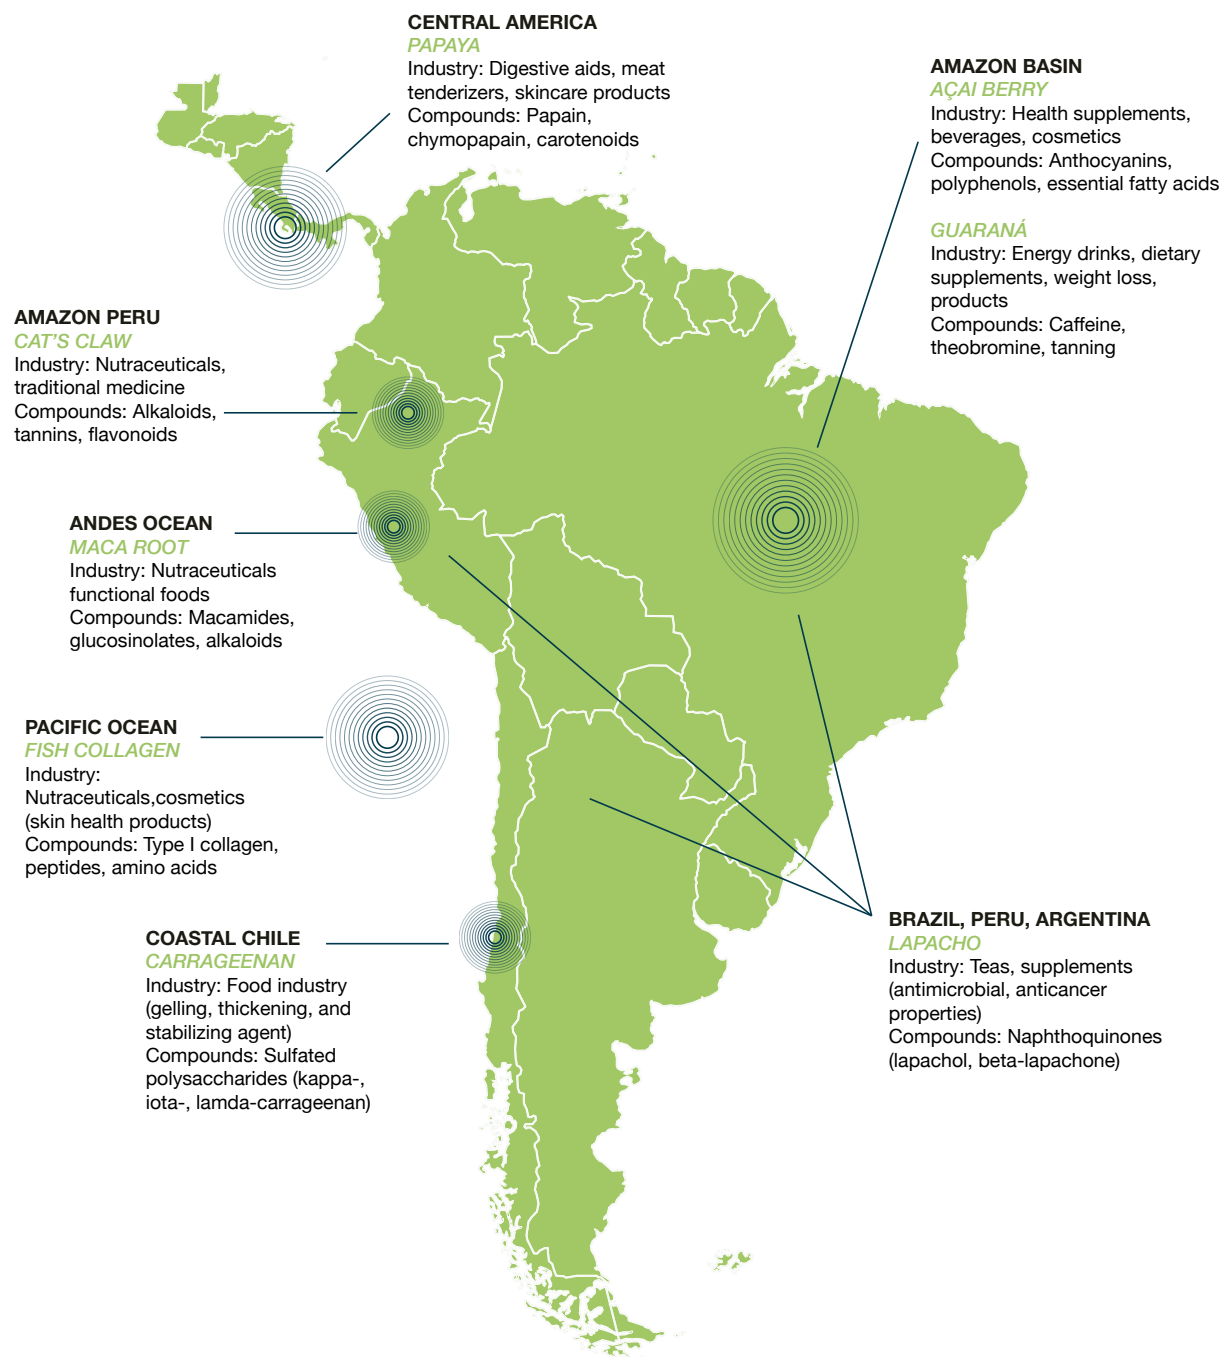 CENTRAL AMERICA
PAPAYA
Industry: Digestive aids, meat
tenderizers, skincare products
Compounds: Papain,
chymopapain, carotenoids
AMAZON BASIN
AÇAI BERRY
Industry: Health supplements,
beverages, cosmetics
Compounds: Anthocyanins,
polyphenols, essential fatty acids
GUARANÁ
Industry: Energy drinks, dietary
supplements, weight loss,
products
Compounds: Caffeine,
theobromine, tanning
AMAZON PERU
CAT'S CLAW
Industry: Nutraceuticals,
traditional medicine
Compounds: Alkaloids,
tannins, flavonoids
ANDES OCEAN
MACA ROOT
Industry: Nutraceuticals
functional foods
Compounds: Macamides,
glucosinolates, alkaloids
PACIFIC OCEAN
FISH COLLAGEN
Industry:
Nutraceuticals,cosmetics
(skin health products)
Compounds: Type I collagen,
peptides, amino acids
COASTAL CHILE
CARRAGEENAN
Industry: Food industry
(gelling, thickening, and
stabilizing agent)
Compounds: Sulfated
polysaccharides (kappa-,
iota-, lamda-carrageenan)
BRAZIL, PERU, ARGENTINA
LAPACHO
Industry: Teas, supplements
(antimicrobial, anticancer
properties)
Compounds: Naphthoquinones
(lapachol, beta-lapachone)